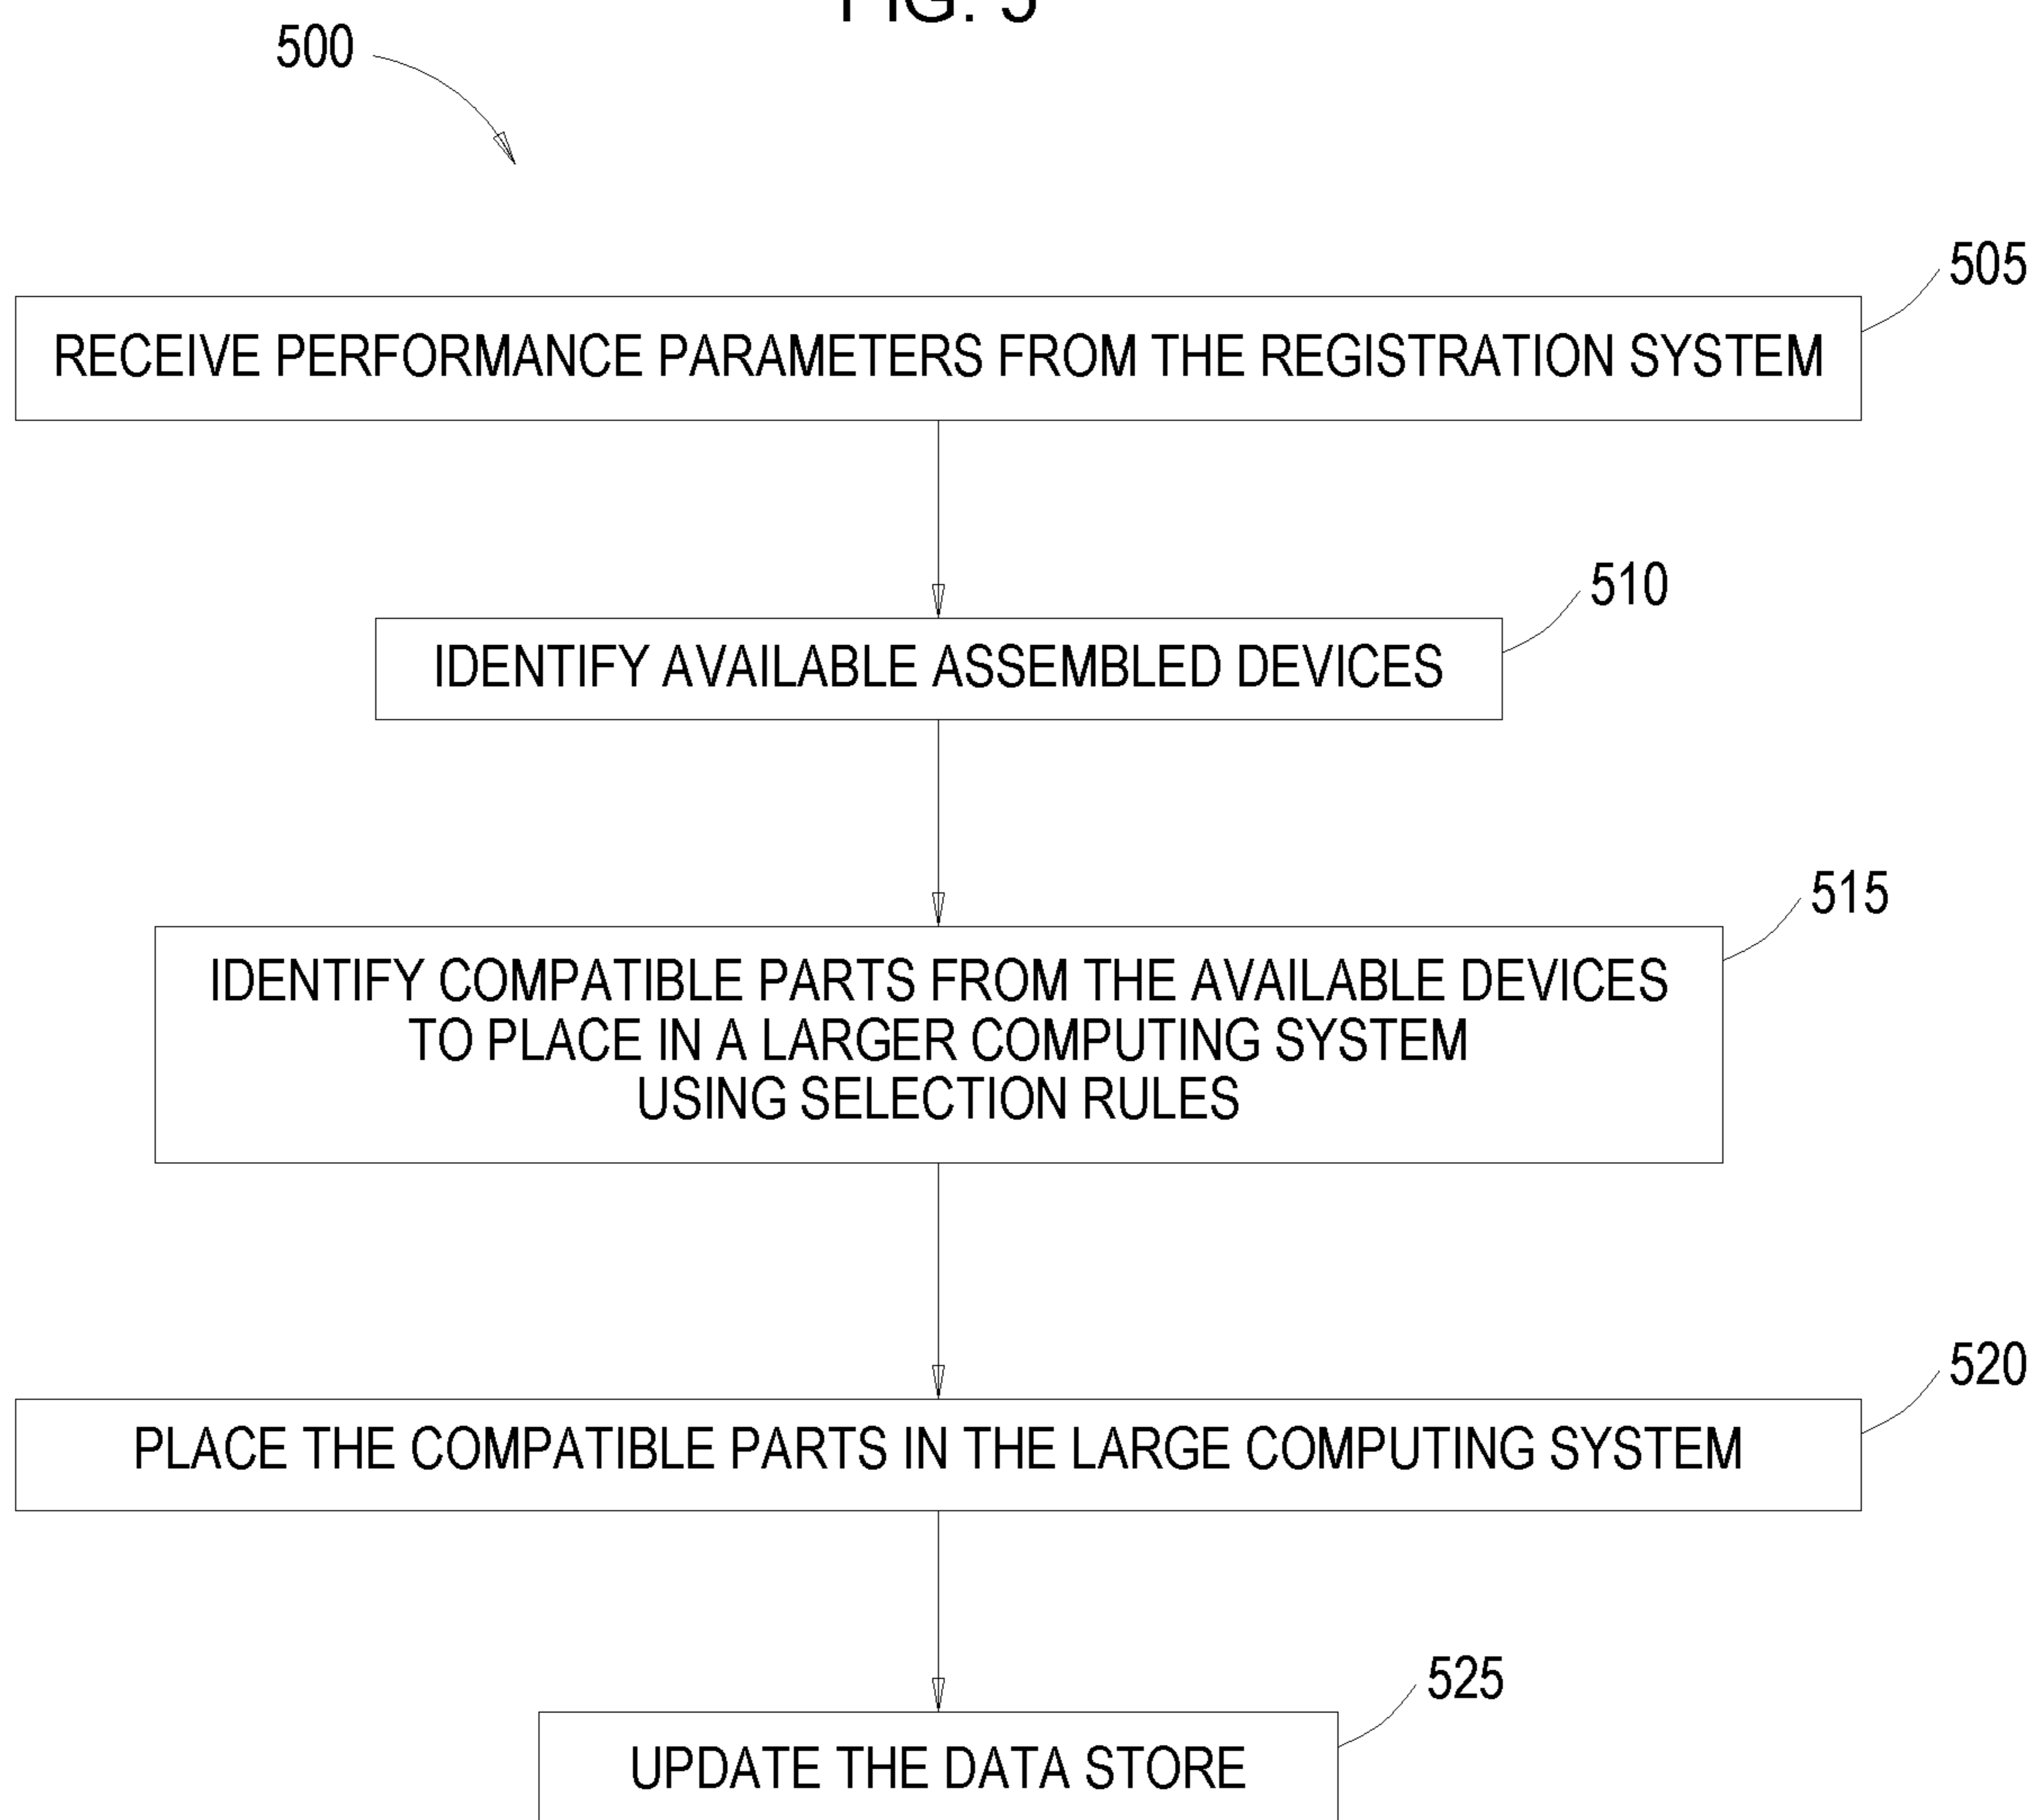 FIG. 5
500
505
RECEIVE PERFORMANCE PARAMETERS FROM THE REGISTRATION SYSTEM
510
IDENTIFY AVAILABLE ASSEMBLED DEVICES
515
IDENTIFY COMPATIBLE PARTS FROM THE AVAILABLE DEVICES
TO PLACE IN A LARGER COMPUTING SYSTEM
USING SELECTION RULES
520
PLACE THE COMPATIBLE PARTS IN THE LARGE COMPUTING SYSTEM
525
UPDATE THE DATA STORE